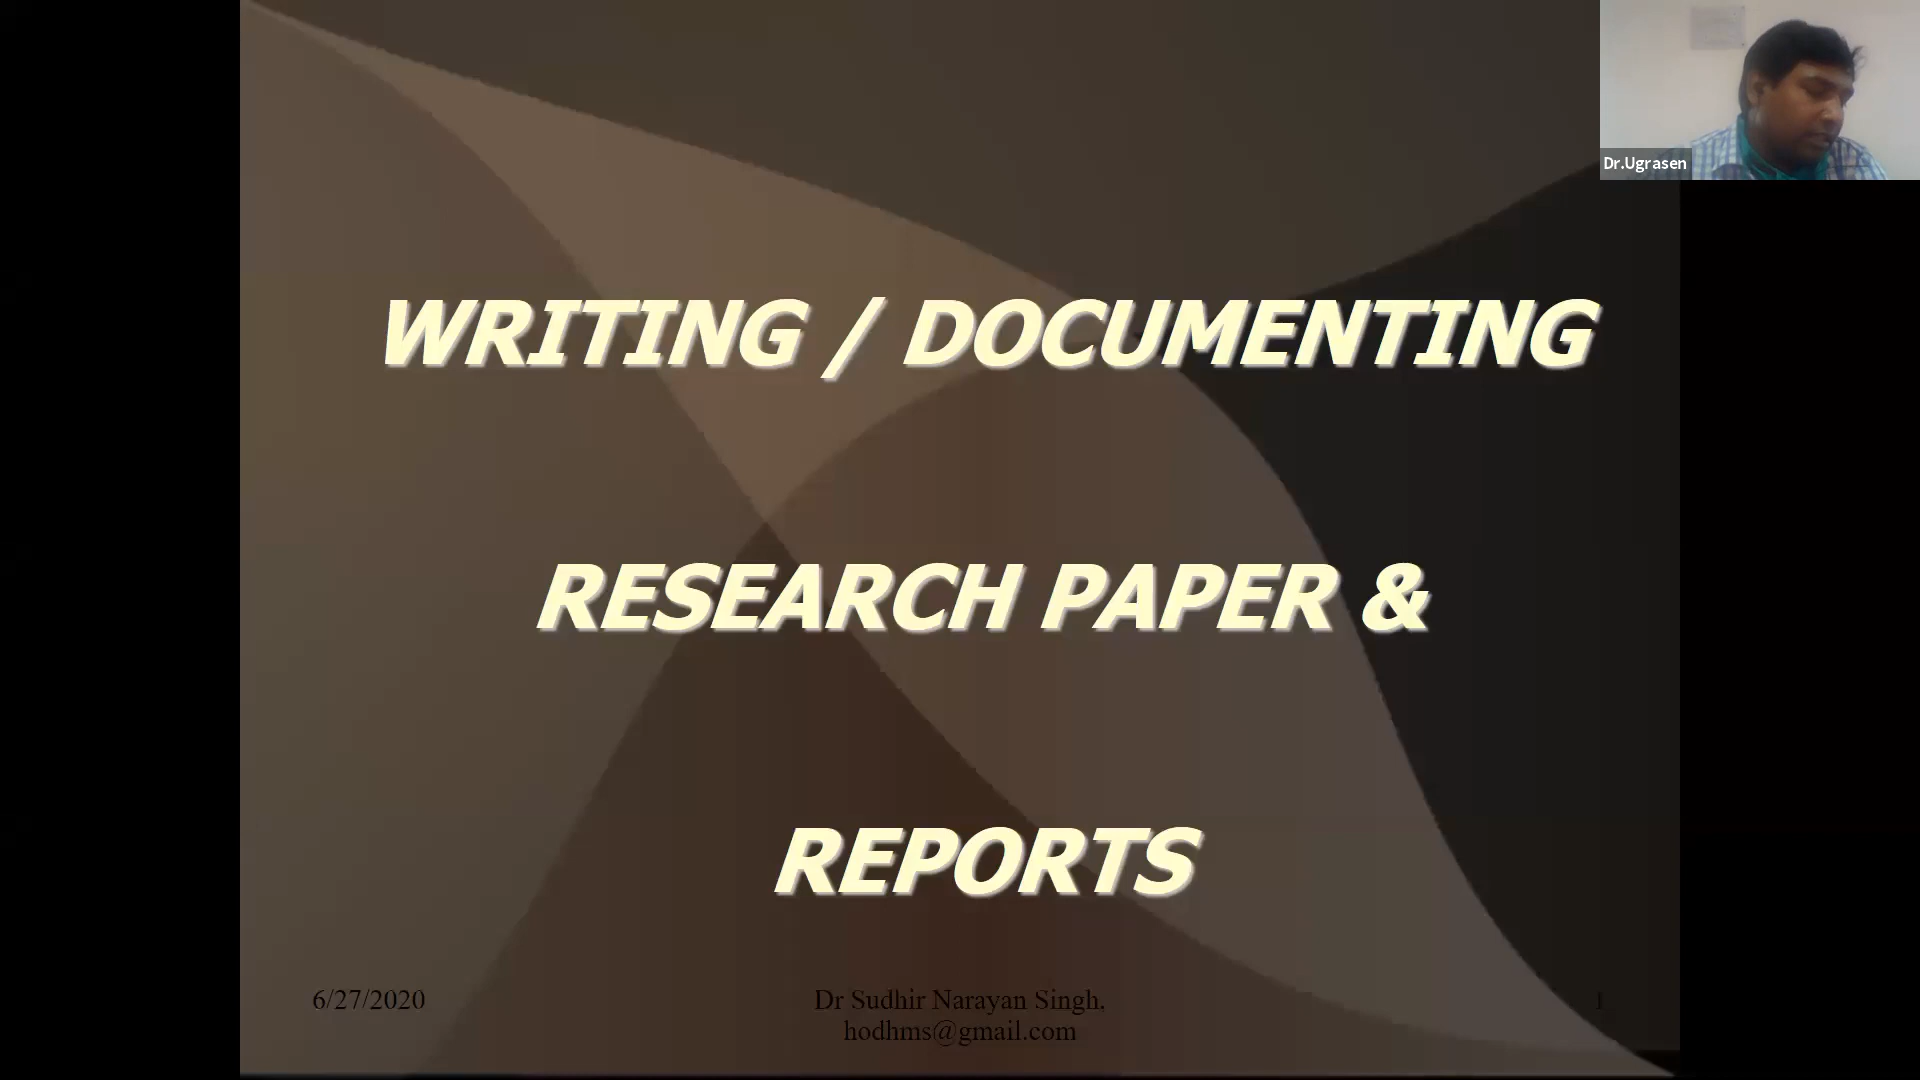 Dr.Ugrasen
WRITING / DOCUMENTING
RESEARCH PAPER &
REPORTS
6/27/2020
Dr Sudhir Narayan Singh,
hodhms@gmail.com
1